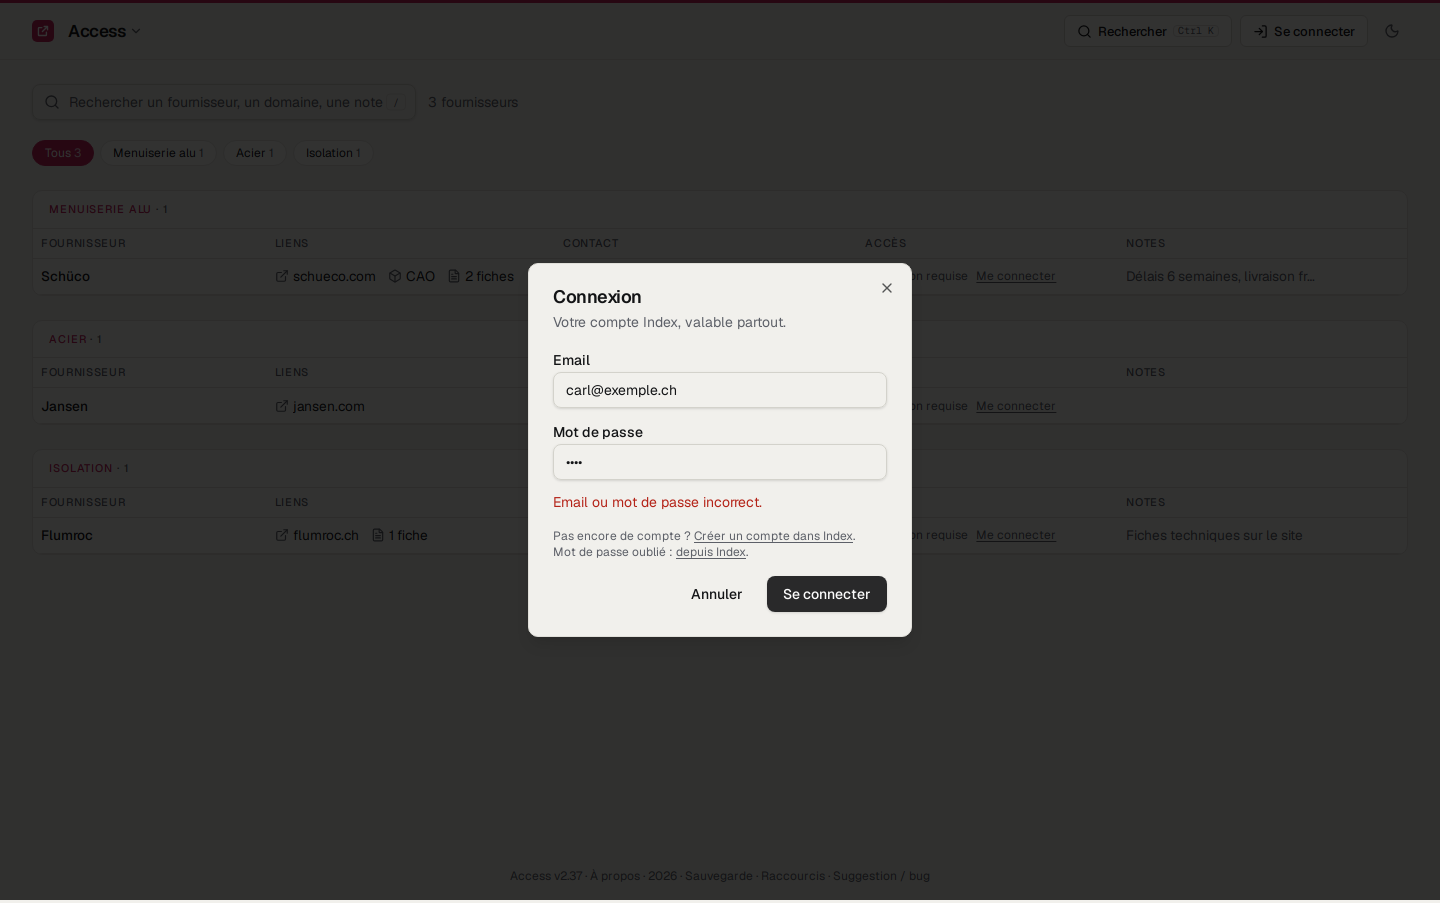 Access
Rechercher Ctrl K
Se connecter
Rechercher un fournisseur, un domaine, une note /
3 fournisseurs
Tous 3
Menuiserie alu 1
Acier 1
Isolation 1
MENUISERIE ALU · 1
FOURNISSEUR LIENS CONTACT ACCÈS NOTES
Schüco schueco.com CAO 2 fiches on requise Me connecter Délais 6 semaines, livraison fr…
ACIER · 1
FOURNISSEUR LIENS NOTES
Jansen jansen.com on requise Me connecter
ISOLATION · 1
FOURNISSEUR LIENS NOTES
Flumroc flumroc.ch 1 fiche on requise Me connecter Fiches techniques sur le site
Connexion
Votre compte Index, valable partout.
Email
carl@exemple.ch
Mot de passe
••••
Email ou mot de passe incorrect.
Pas encore de compte ? Créer un compte dans Index.
Mot de passe oublié : depuis Index.
Annuler
Se connecter
Access v2.37 · À propos · 2026 · Sauvegarde · Raccourcis · Suggestion / bug